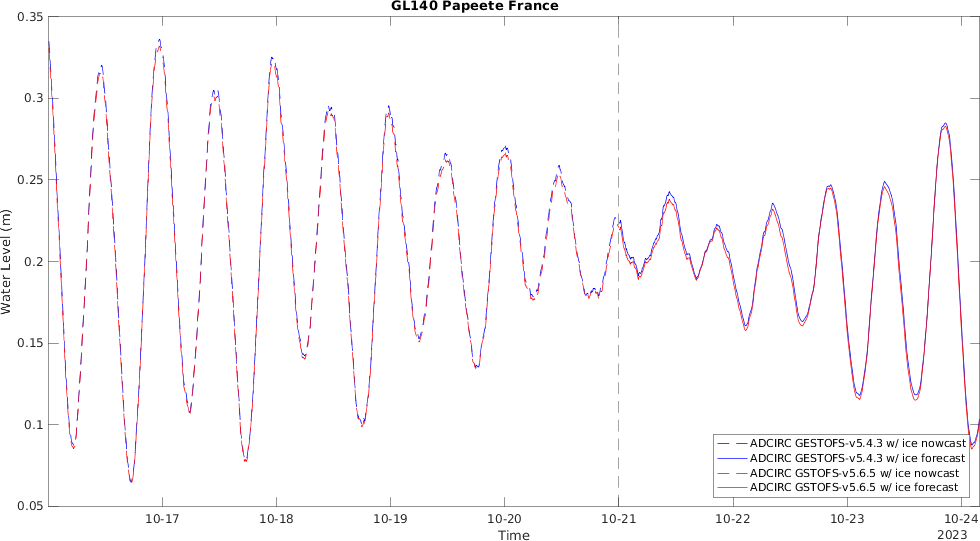 GL140 Papeete France
0.35
0.3
0.25
0.2
0.15
0.1
0.05
Water Level (m)
10-17
10-18
10-19
10-20
10-21
10-22
10-23
10-24
Time
2023
ADCIRC GESTOFS-v5.4.3 w/ ice nowcast
ADCIRC GESTOFS-v5.4.3 w/ ice forecast
ADCIRC GSTOFS-v5.6.5 w/ ice nowcast
ADCIRC GSTOFS-v5.6.5 w/ ice forecast